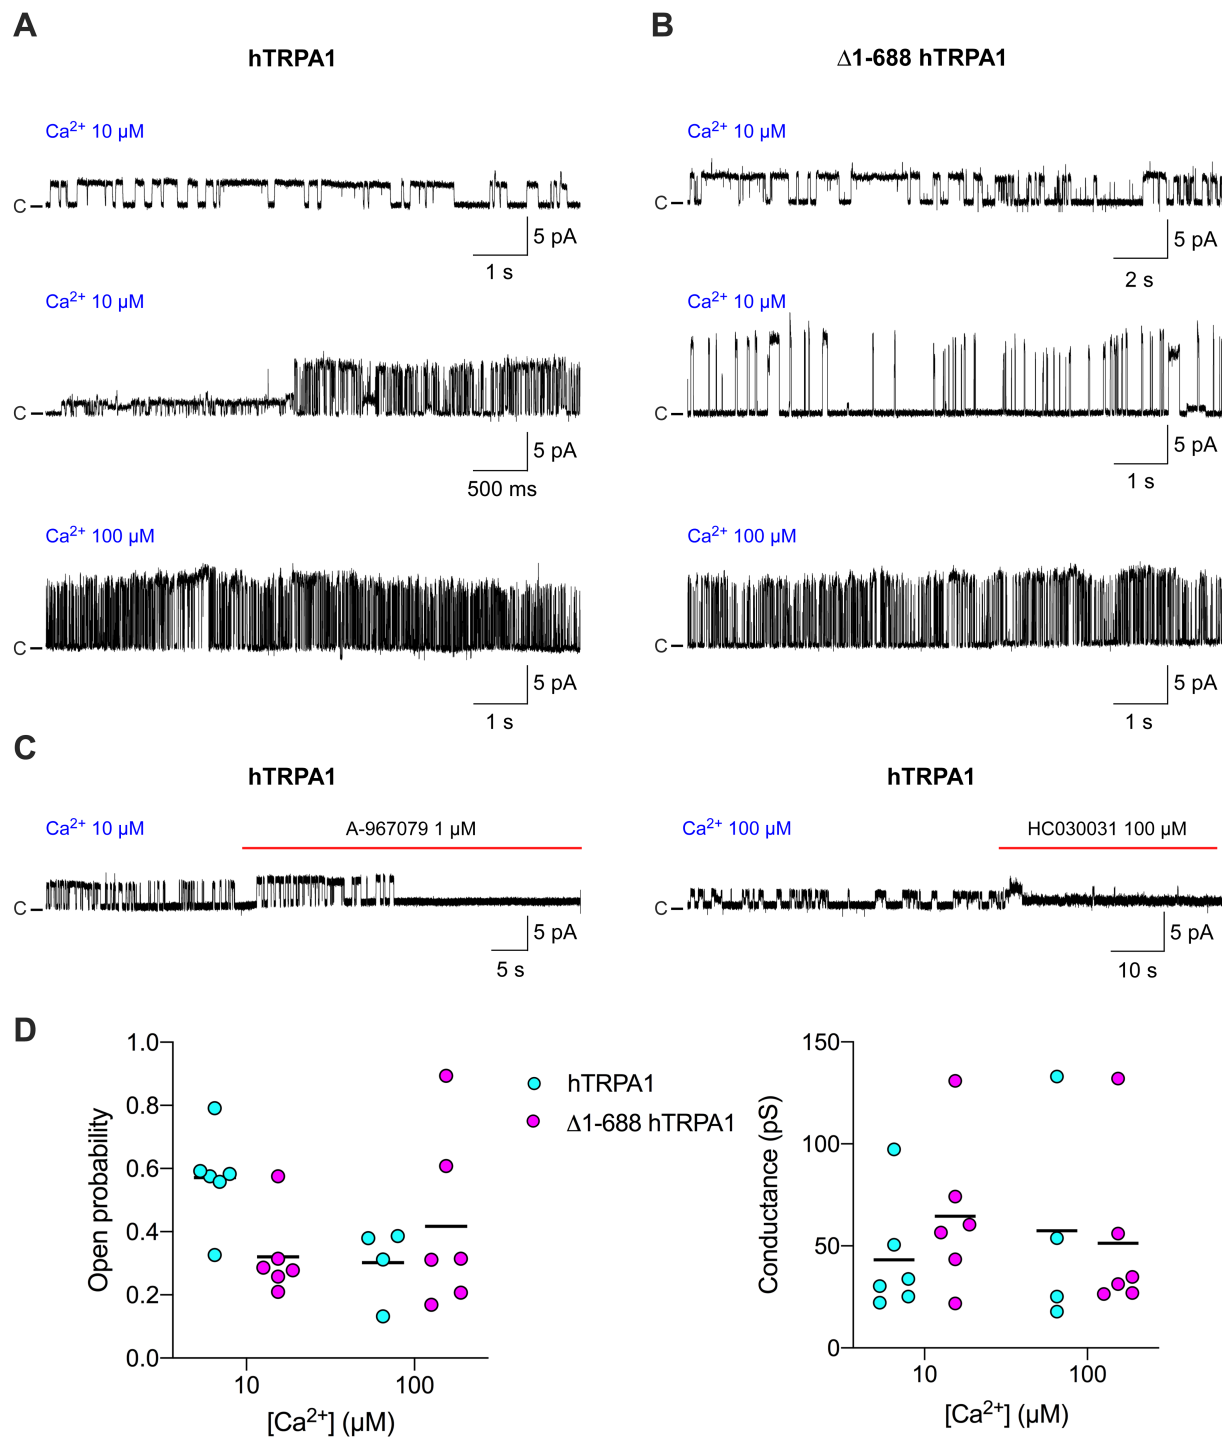 A
B
hTRPA1
Δ1-688 hTRPA1
Ca²⁺ 10 µM
Ca²⁺ 10 µM
C
C
5 pA
5 pA
1 s
2 s
Ca²⁺ 10 µM
Ca²⁺ 10 µM
C
C
5 pA
5 pA
500 ms
1 s
Ca²⁺ 100 µM
Ca²⁺ 100 µM
C
C
5 pA
5 pA
1 s
1 s
C
hTRPA1
hTRPA1
Ca²⁺ 10 µM
A-967079 1 µM
Ca²⁺ 100 µM
HC030031 100 µM
C
C
5 pA
5 pA
5 s
10 s
D
Open probability
1.0
0.8
0.6
0.4
0.2
0.0
10
100
[Ca²⁺] (µM)
hTRPA1
Δ1-688 hTRPA1
Conductance (pS)
150
100
50
0
10
100
[Ca²⁺] (µM)